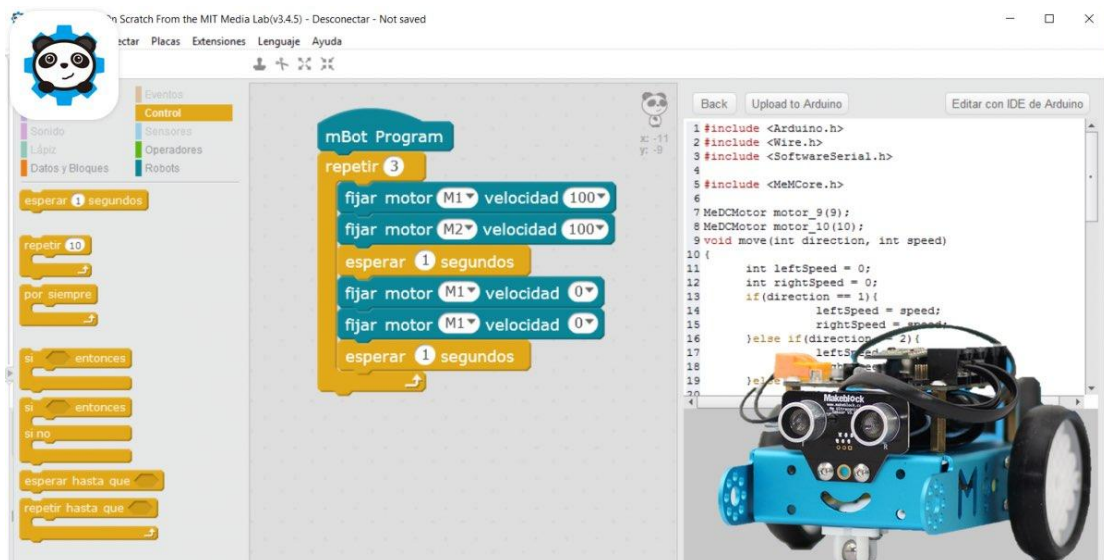 on Scratch From the MIT Media Lab(v3.4.5) - Desconectar - Not saved
ectar Placas Extensiones Lenguaje Ayuda
Eventos
Control
Sonido Sensores
Lápiz Operadores
Datos y Bloques Robots
esperar 1 segundos
repetir 10
por siempre
si entonces
si entonces
si no
esperar hasta que
repetir hasta que
mBot Program
repetir 3
fijar motor M1 velocidad 100
fijar motor M2 velocidad 100
esperar 1 segundos
fijar motor M1 velocidad 0
fijar motor M1 velocidad 0
esperar 1 segundos
x: -11
y: -9
Back Upload to Arduino Editar con IDE de Arduino
1 #include <Arduino.h>
2 #include <Wire.h>
3 #include <SoftwareSerial.h>
4
5 #include <MeMCore.h>
6
7 MeDCMotor motor_9(9);
8 MeDCMotor motor_10(10);
9 void move(int direction, int speed)
10 {
11 int leftSpeed = 0;
12 int rightSpeed = 0;
13 if(direction == 1){
14 leftSpeed = speed;
15 rightSpeed = speed;
16 }else if(direction == 2){
17 leftSpeed
18
19 }else
20
Makeblock